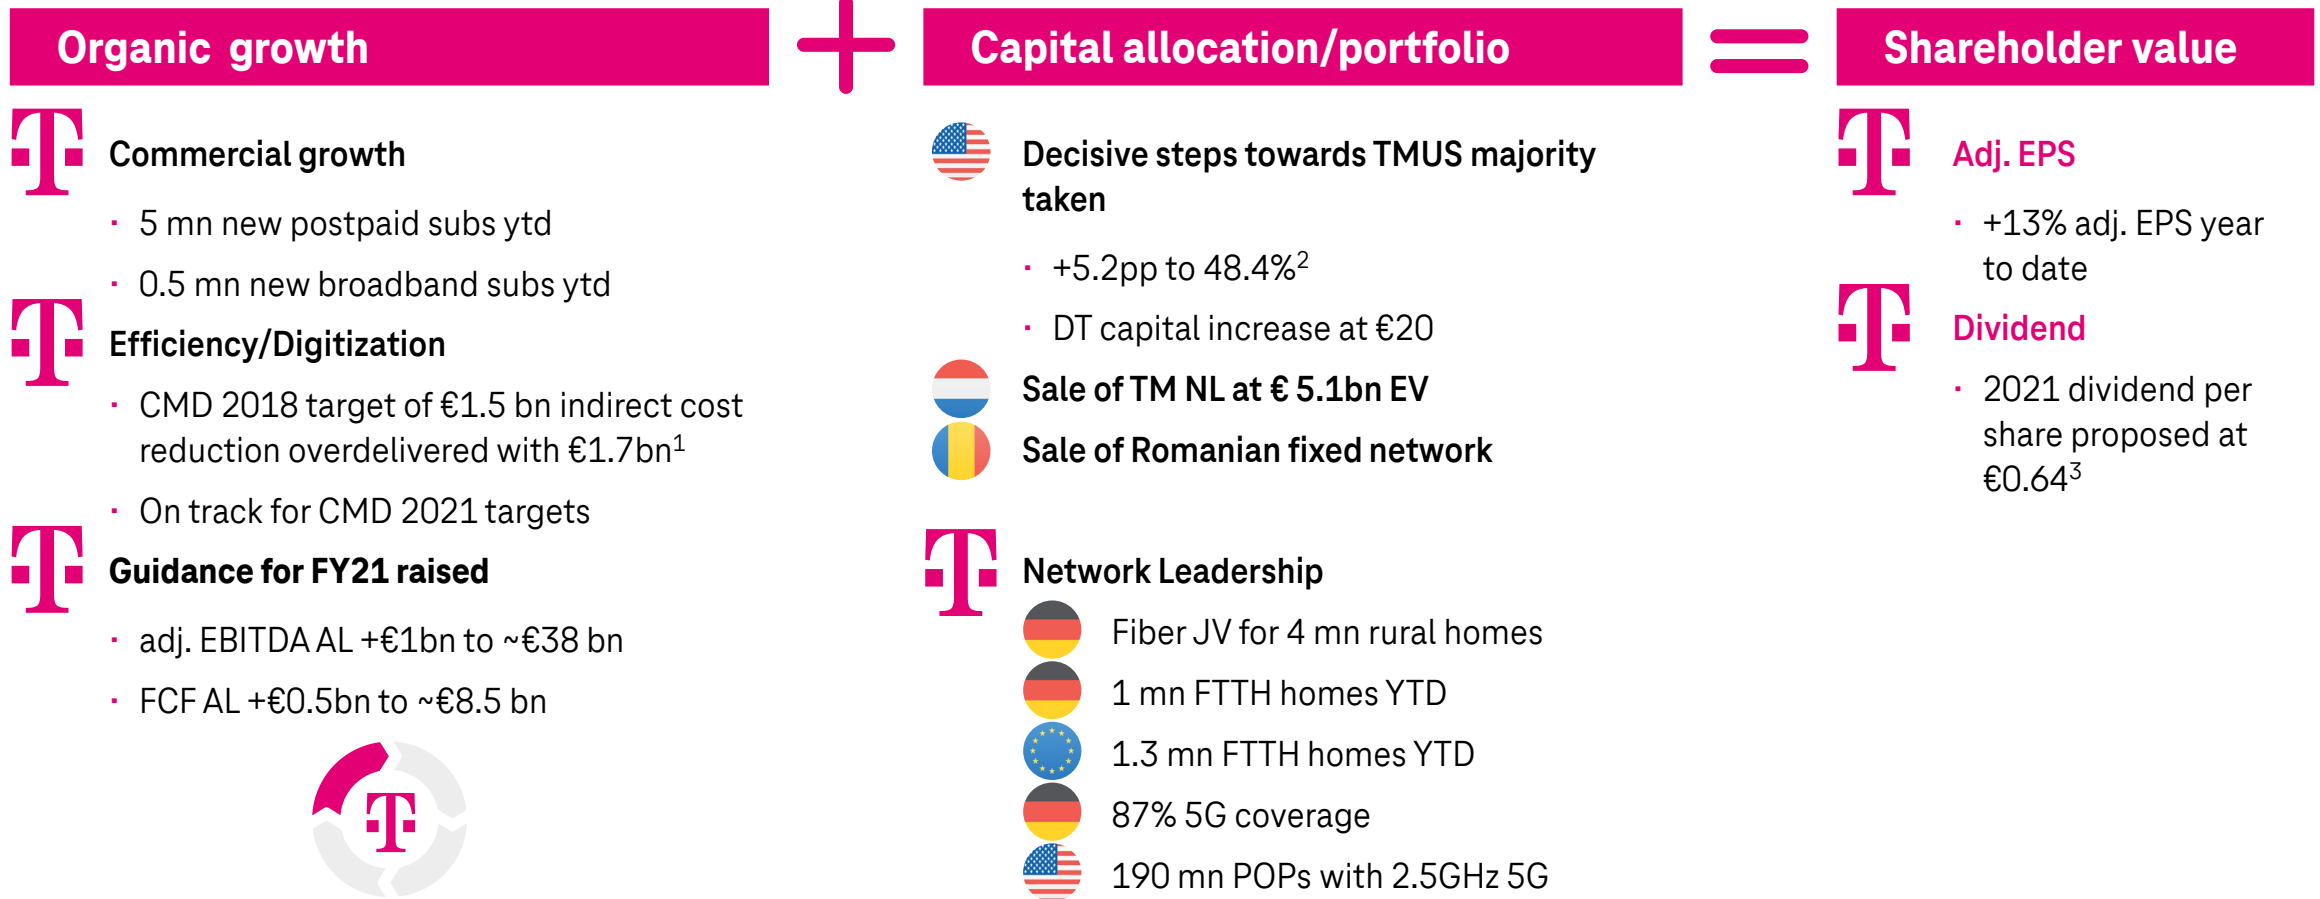 Organic growth
Commercial growth
· 5 mn new postpaid subs ytd
· 0.5 mn new broadband subs ytd
Efficiency/Digitization
· CMD 2018 target of €1.5 bn indirect cost
reduction overdelivered with €1.7bn¹
· On track for CMD 2021 targets
Guidance for FY21 raised
· adj. EBITDA AL +€1bn to ~€38 bn
· FCF AL +€0.5bn to ~€8.5 bn
+
Capital allocation/portfolio
Decisive steps towards TMUS majority
taken
· +5.2pp to 48.4%²
· DT capital increase at €20
Sale of TM NL at € 5.1bn EV
Sale of Romanian fixed network
Network Leadership
Fiber JV for 4 mn rural homes
1 mn FTTH homes YTD
1.3 mn FTTH homes YTD
87% 5G coverage
190 mn POPs with 2.5GHz 5G
=
Shareholder value
Adj. EPS
· +13% adj. EPS year
to date
Dividend
· 2021 dividend per
share proposed at
€0.64³